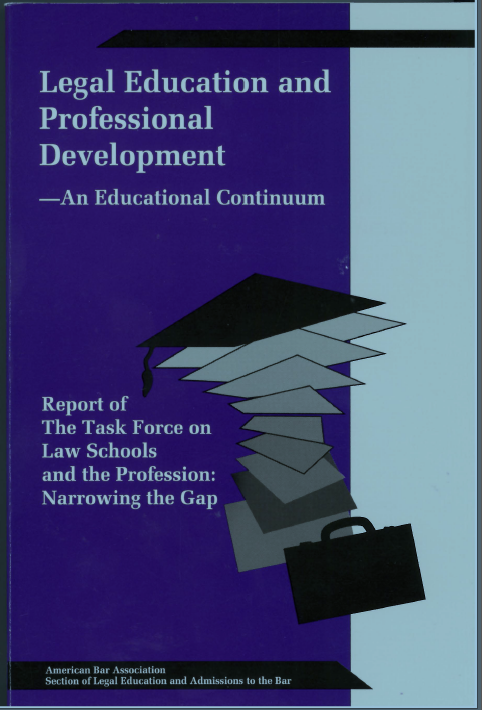 Legal Education and
Professional
Development
—An Educational Continuum
Report of
The Task Force on
Law Schools
and the Profession:
Narrowing the Gap
American Bar Association
Section of Legal Education and Admissions to the Bar